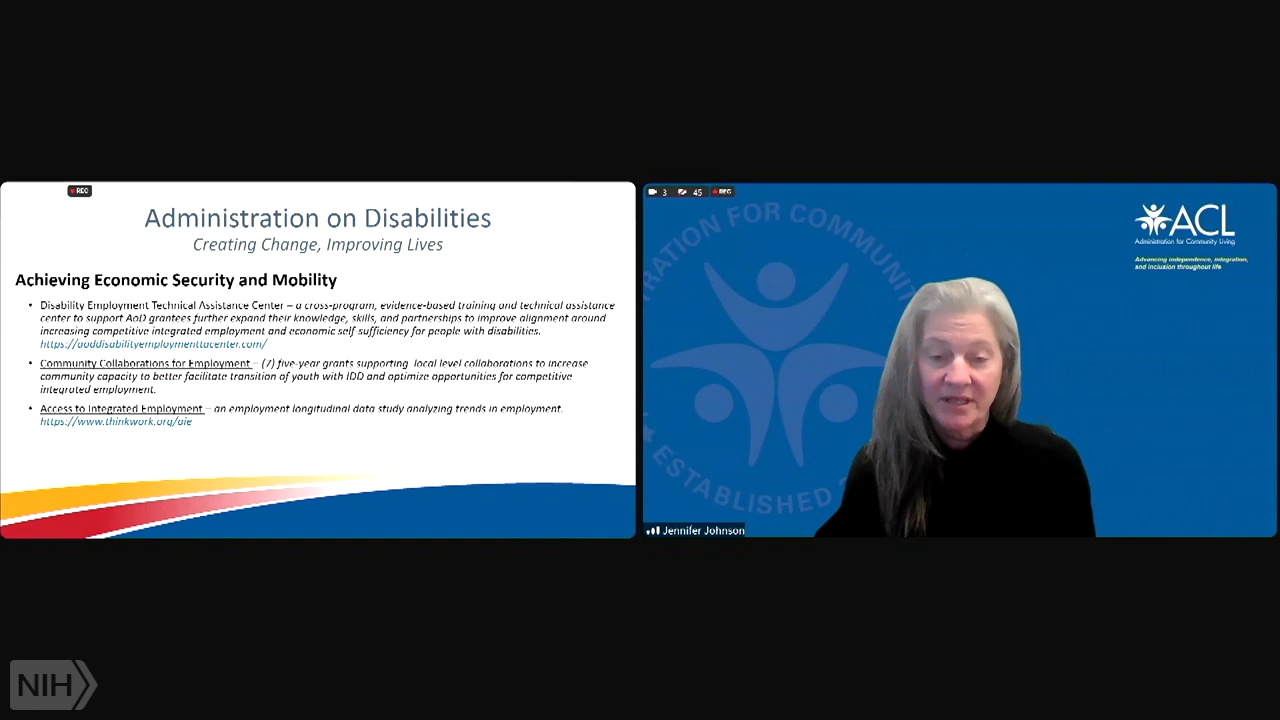 REC
Administration on Disabilities
Creating Change, Improving Lives
Achieving Economic Security and Mobility
• Disability Employment Technical Assistance Center – a cross-program, evidence-based training and technical assistance
center to support AoD grantees further expand their knowledge, skills, and partnerships to improve alignment around
increasing competitive integrated employment and economic self sufficiency for people with disabilities.
https://aoddisabilityemploymenttacenter.com/
• Community Collaborations for Employment – (7) five-year grants supporting local level collaborations to increase
community capacity to better facilitate transition of youth with IDD and optimize opportunities for competitive
integrated employment.
• Access to Integrated Employment – an employment longitudinal data study analyzing trends in employment.
https://www.thinkwork.org/aie
3 45 REC
TRATION FOR COMMUN
ESTABLISHED
ACL
Administration for Community Living
Advancing independence, integration,
and inclusion throughout life
Jennifer Johnson
NIH